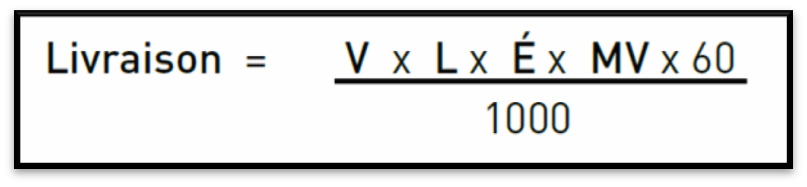 Livraison = V x L x É x MV x 60
1000